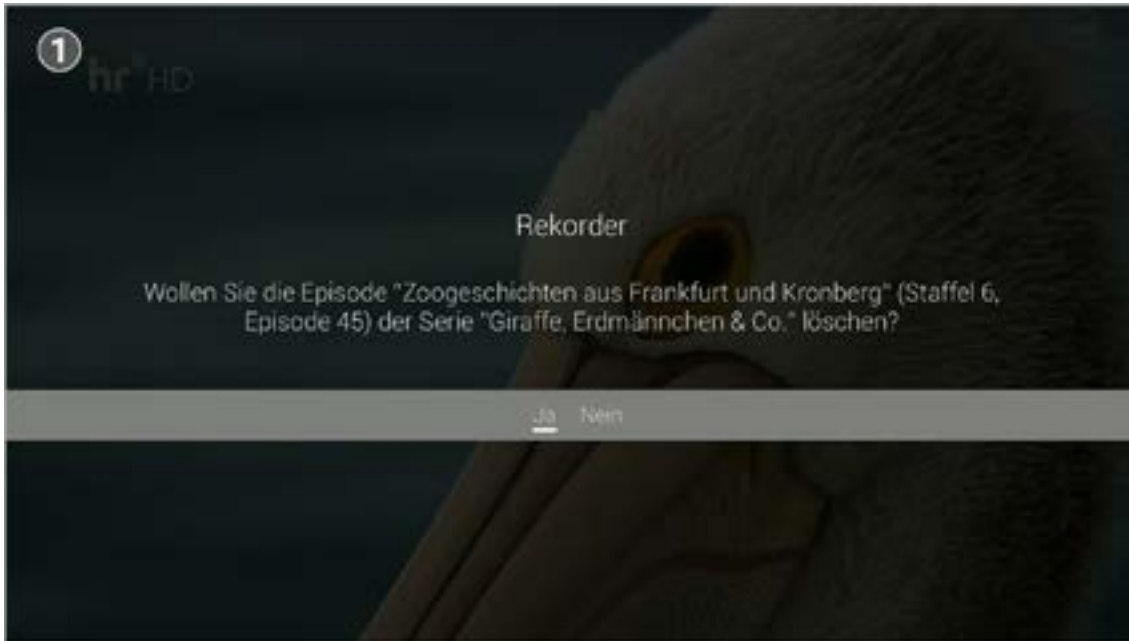 1
hr HD
Rekorder
Wollen Sie die Episode "Zoogeschichten aus Frankfurt und Kronberg" (Staffel 6,
Episode 45) der Serie "Giraffe, Erdmännchen & Co." löschen?
Ja Nein